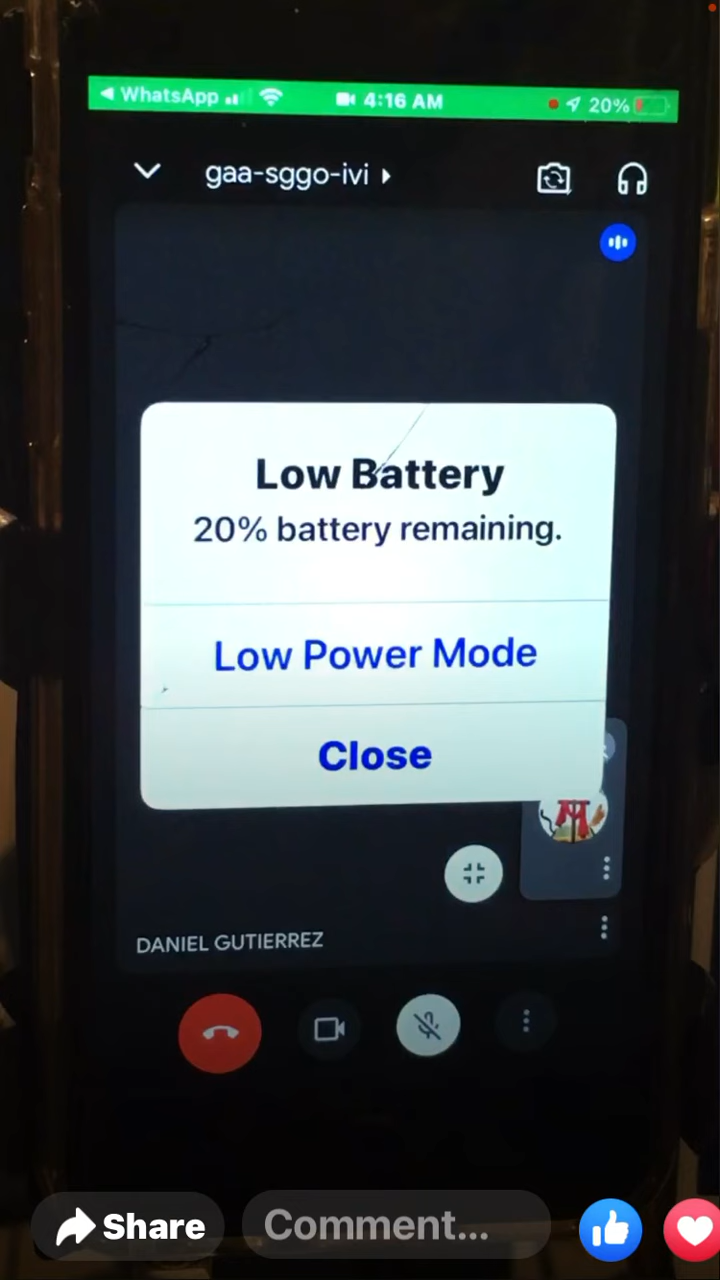 WhatsApp 4:16 AM 20%
gaa-sggo-ivi
Low Battery
20% battery remaining.
Low Power Mode
Close
DANIEL GUTIERREZ
Share Comment...